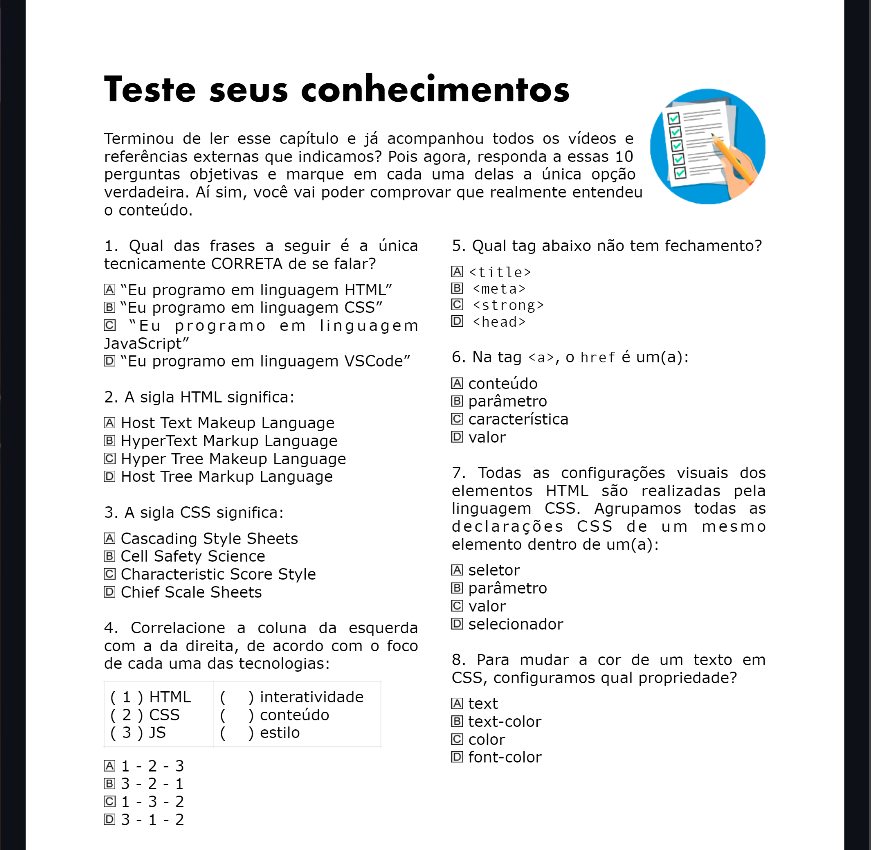 Teste seus conhecimentos
Terminou de ler esse capítulo e já acompanhou todos os vídeos e
referências externas que indicamos? Pois agora, responda a essas 10
perguntas objetivas e marque em cada uma delas a única opção
verdadeira. Aí sim, você vai poder comprovar que realmente entendeu
o conteúdo.
1. Qual das frases a seguir é a única
tecnicamente CORRETA de se falar?
A “Eu programo em linguagem HTML”
B “Eu programo em linguagem CSS”
C “Eu programo em linguagem
JavaScript”
D “Eu programo em linguagem VSCode”
2. A sigla HTML significa:
A Host Text Makeup Language
B HyperText Markup Language
C Hyper Tree Makeup Language
D Host Tree Markup Language
3. A sigla CSS significa:
A Cascading Style Sheets
B Cell Safety Science
C Characteristic Score Style
D Chief Scale Sheets
4. Correlacione a coluna da esquerda
com a da direita, de acordo com o foco
de cada uma das tecnologias:
( 1 ) HTML ( ) interatividade
( 2 ) CSS ( ) conteúdo
( 3 ) JS ( ) estilo
A 1 - 2 - 3
B 3 - 2 - 1
C 1 - 3 - 2
D 3 - 1 - 2
5. Qual tag abaixo não tem fechamento?
A <title>
B <meta>
C <strong>
D <head>
6. Na tag <a>, o href é um(a):
A conteúdo
B parâmetro
C característica
D valor
7. Todas as configurações visuais dos
elementos HTML são realizadas pela
linguagem CSS. Agrupamos todas as
declarações CSS de um mesmo
elemento dentro de um(a):
A seletor
B parâmetro
C valor
D selecionador
8. Para mudar a cor de um texto em
CSS, configuramos qual propriedade?
A text
B text-color
C color
D font-color